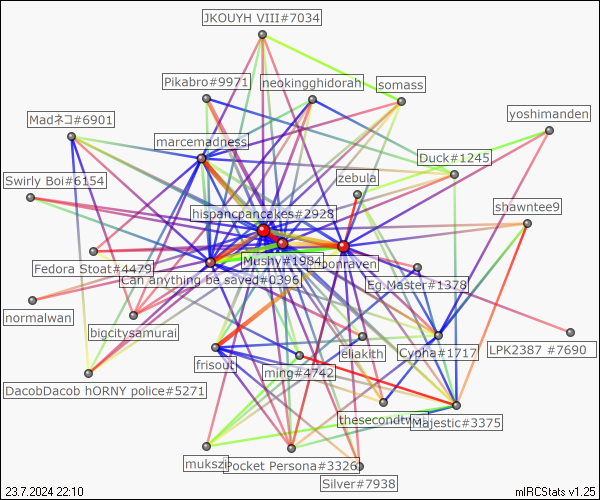 JKOUYH VIII#7034
Pikabro#9971
neokingghidorah
somass
yoshimanden
Madネコ#6901
marcemadness
Duck#1245
Swirly Boi#6154
zebula
hispancpancakes#2928
shawntee9
Mushy#1984
bonraven
Fedora Stoat#4479
Can anything be saved#0396
Eg.Master#1378
normalwan
bigcitysamurai
eliakith
Cypha#1717
LPK2387 #7690
frisout
ming#4742
DacobDacob hORNY police#5271
Majestic#3375
mukszi
Pocket Persona#3326
Silver#7938
23.7.2024 22:10
mIRCStats v1.25